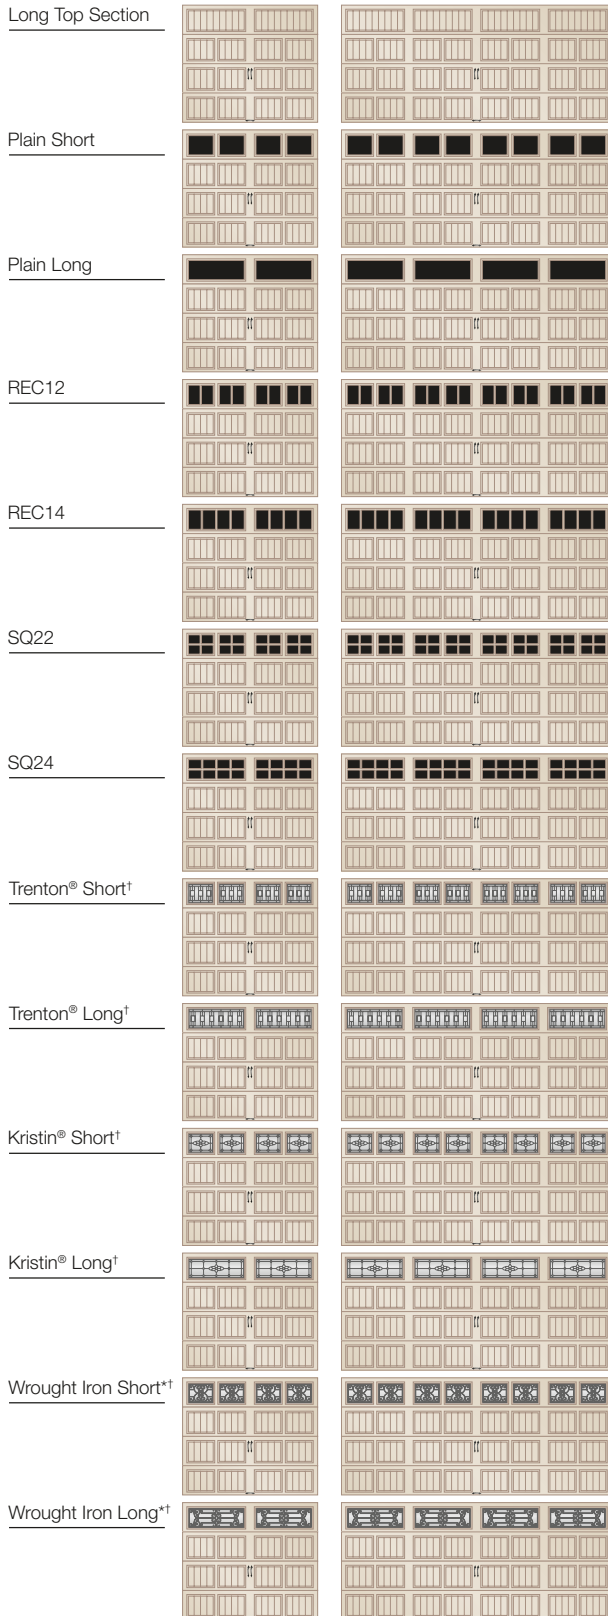 Long Top Section
Plain Short
Plain Long
REC12
REC14
SQ22
SQ24
Trenton® Short†
Trenton® Long†
Kristin® Short†
Kristin® Long†
Wrought Iron Short*†
Wrought Iron Long*†